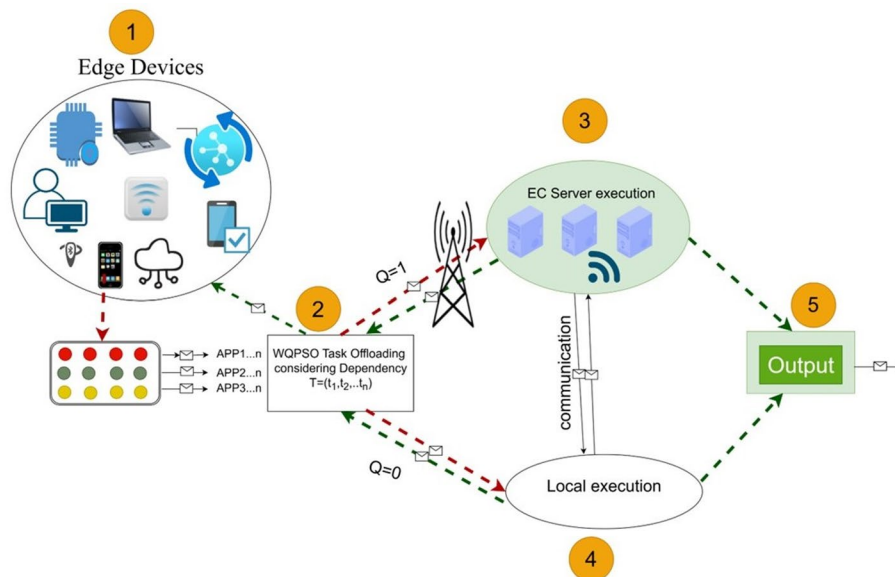 1
Edge Devices
2
3
EC Server execution
Q=1
APP1...n
APP2...n
APP3...n
WQPSO Task Offloading
considering Dependency
T=(t₁,t₂,..tₙ)
communication
5
Output
Q=0
Local execution
4